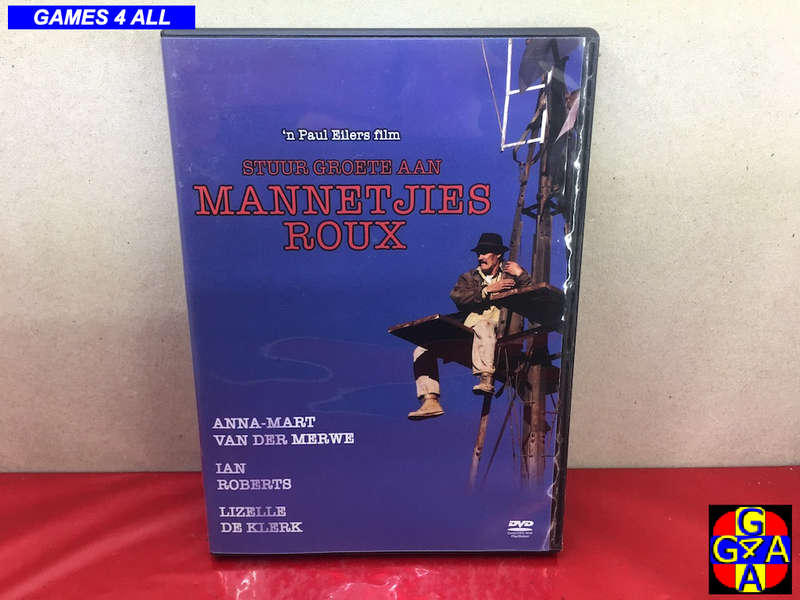 GAMES 4 ALL
'n Paul Eilers film
STUUR GROETE AAN
MANNETJIES
ROUX
ANNA-MART
VAN DER MERWE
IAN
ROBERTS
LIZELLE
DE KLERK
DVD
G
G4A
A